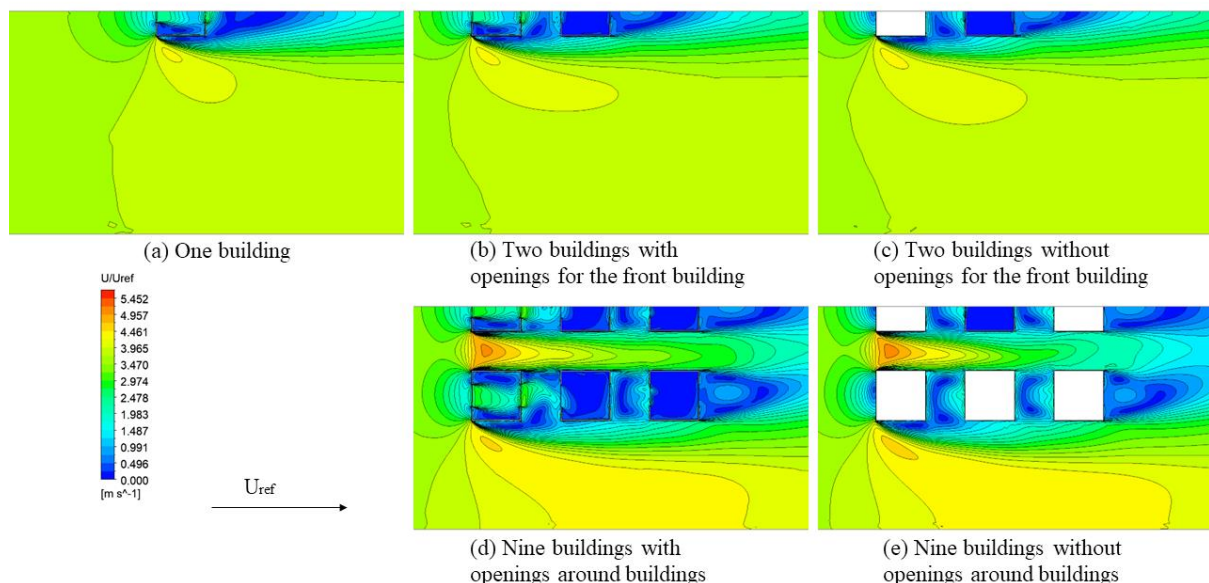 (a) One building
(b) Two buildings with
openings for the front building
(c) Two buildings without
openings for the front building
U/Uref
5.452
4.957
4.461
3.965
3.470
2.974
2.478
1.983
1.487
0.991
0.496
0.000
[m s^-1]
Uref
(d) Nine buildings with
openings around buildings
(e) Nine buildings without
openings around buildings